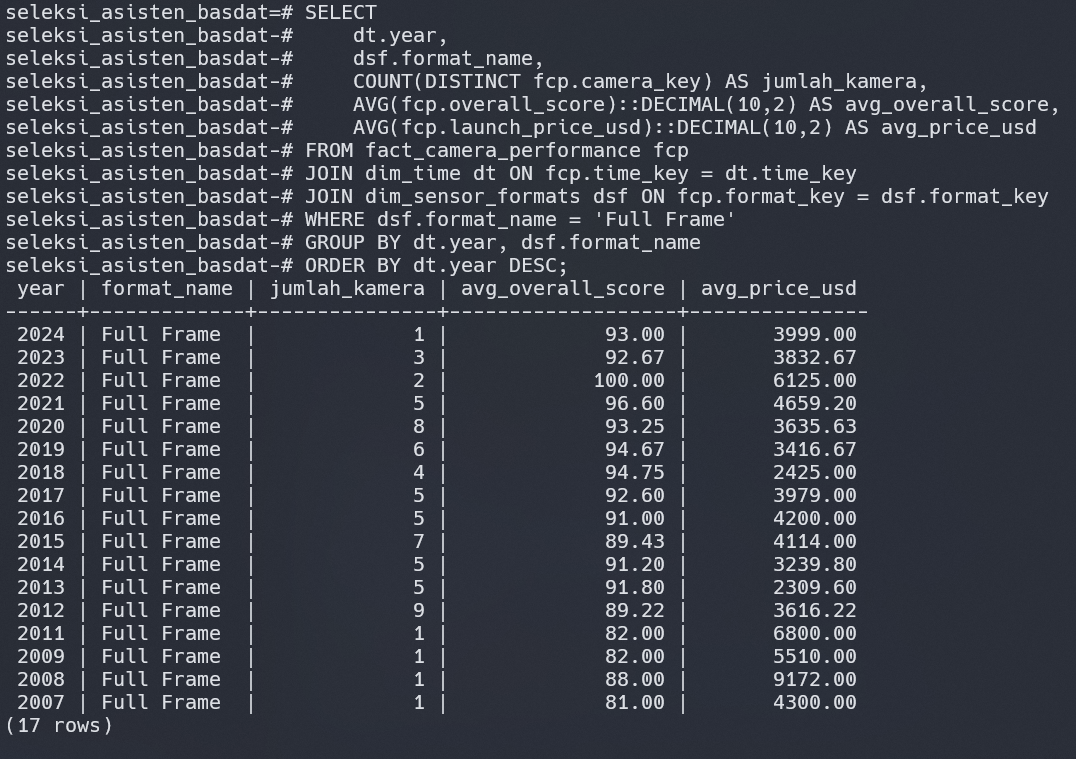 seleksi_asisten_basdat=# SELECT
seleksi_asisten_basdat-#     dt.year,
seleksi_asisten_basdat-#     dsf.format_name,
seleksi_asisten_basdat-#     COUNT(DISTINCT fcp.camera_key) AS jumlah_kamera,
seleksi_asisten_basdat-#     AVG(fcp.overall_score)::DECIMAL(10,2) AS avg_overall_score,
seleksi_asisten_basdat-#     AVG(fcp.launch_price_usd)::DECIMAL(10,2) AS avg_price_usd
seleksi_asisten_basdat-# FROM fact_camera_performance fcp
seleksi_asisten_basdat-# JOIN dim_time dt ON fcp.time_key = dt.time_key
seleksi_asisten_basdat-# JOIN dim_sensor_formats dsf ON fcp.format_key = dsf.format_key
seleksi_asisten_basdat-# WHERE dsf.format_name = 'Full Frame'
seleksi_asisten_basdat-# GROUP BY dt.year, dsf.format_name
seleksi_asisten_basdat-# ORDER BY dt.year DESC;
 year | format_name | jumlah_kamera | avg_overall_score | avg_price_usd
------+-------------+---------------+-------------------+---------------
 2024 | Full Frame  |             1 |             93.00 |       3999.00
 2023 | Full Frame  |             3 |             92.67 |       3832.67
 2022 | Full Frame  |             2 |            100.00 |       6125.00
 2021 | Full Frame  |             5 |             96.60 |       4659.20
 2020 | Full Frame  |             8 |             93.25 |       3635.63
 2019 | Full Frame  |             6 |             94.67 |       3416.67
 2018 | Full Frame  |             4 |             94.75 |       2425.00
 2017 | Full Frame  |             5 |             92.60 |       3979.00
 2016 | Full Frame  |             5 |             91.00 |       4200.00
 2015 | Full Frame  |             7 |             89.43 |       4114.00
 2014 | Full Frame  |             5 |             91.20 |       3239.80
 2013 | Full Frame  |             5 |             91.80 |       2309.60
 2012 | Full Frame  |             9 |             89.22 |       3616.22
 2011 | Full Frame  |             1 |             82.00 |       6800.00
 2009 | Full Frame  |             1 |             82.00 |       5510.00
 2008 | Full Frame  |             1 |             88.00 |       9172.00
 2007 | Full Frame  |             1 |             81.00 |       4300.00
(17 rows)